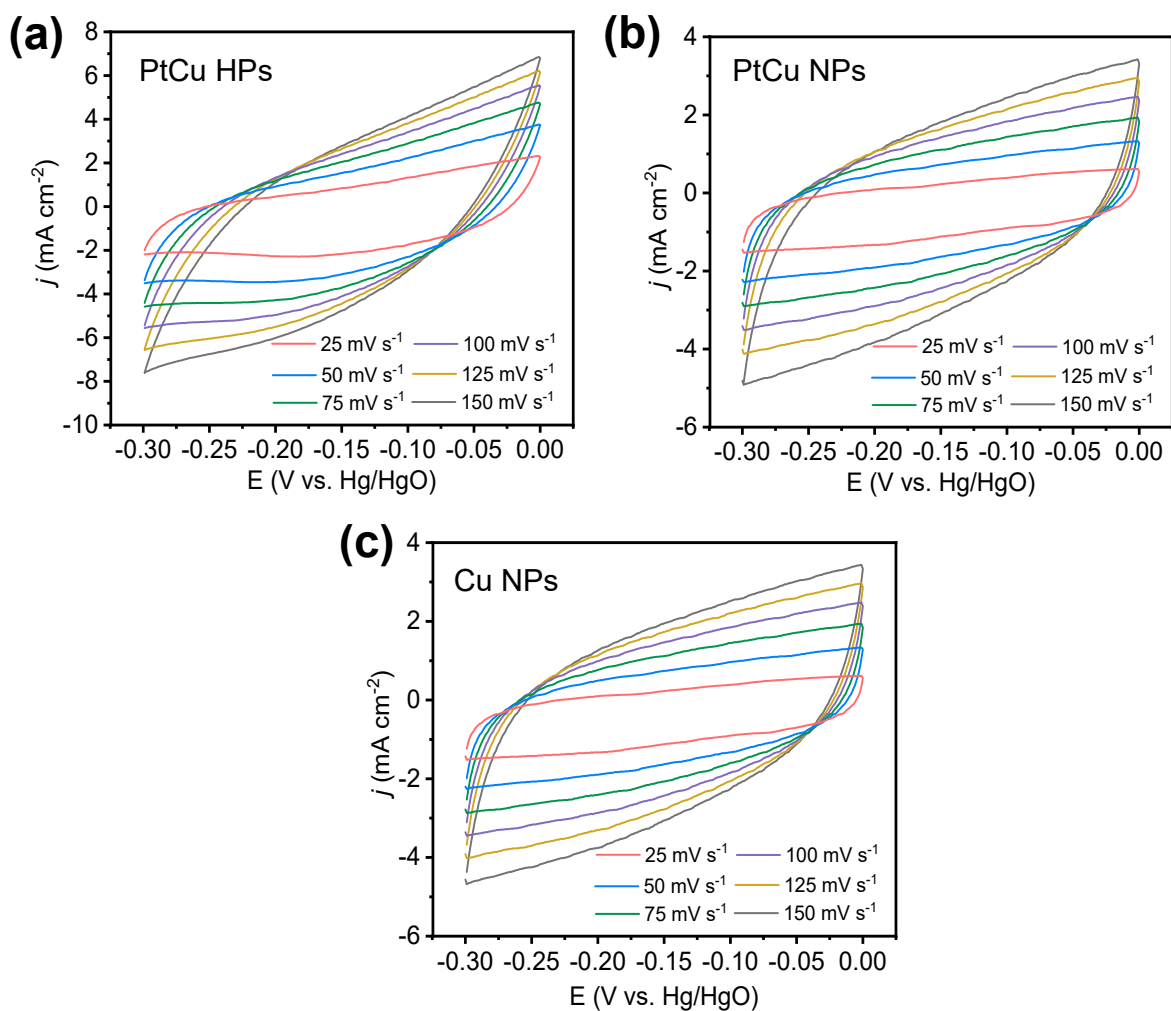 (a)
PtCu HPs
8
6
4
2
0
-2
-4
-6
-8
-10
j (mA cm⁻²)
25 mV s⁻¹ 100 mV s⁻¹
50 mV s⁻¹ 125 mV s⁻¹
75 mV s⁻¹ 150 mV s⁻¹
-0.30 -0.25 -0.20 -0.15 -0.10 -0.05 0.00
E (V vs. Hg/HgO)
(b)
PtCu NPs
4
2
0
-2
-4
-6
j (mA cm⁻²)
25 mV s⁻¹ 100 mV s⁻¹
50 mV s⁻¹ 125 mV s⁻¹
75 mV s⁻¹ 150 mV s⁻¹
-0.30 -0.25 -0.20 -0.15 -0.10 -0.05 0.00
E (V vs. Hg/HgO)
(c)
Cu NPs
4
2
0
-2
-4
-6
j (mA cm⁻²)
25 mV s⁻¹ 100 mV s⁻¹
50 mV s⁻¹ 125 mV s⁻¹
75 mV s⁻¹ 150 mV s⁻¹
-0.30 -0.25 -0.20 -0.15 -0.10 -0.05 0.00
E (V vs. Hg/HgO)